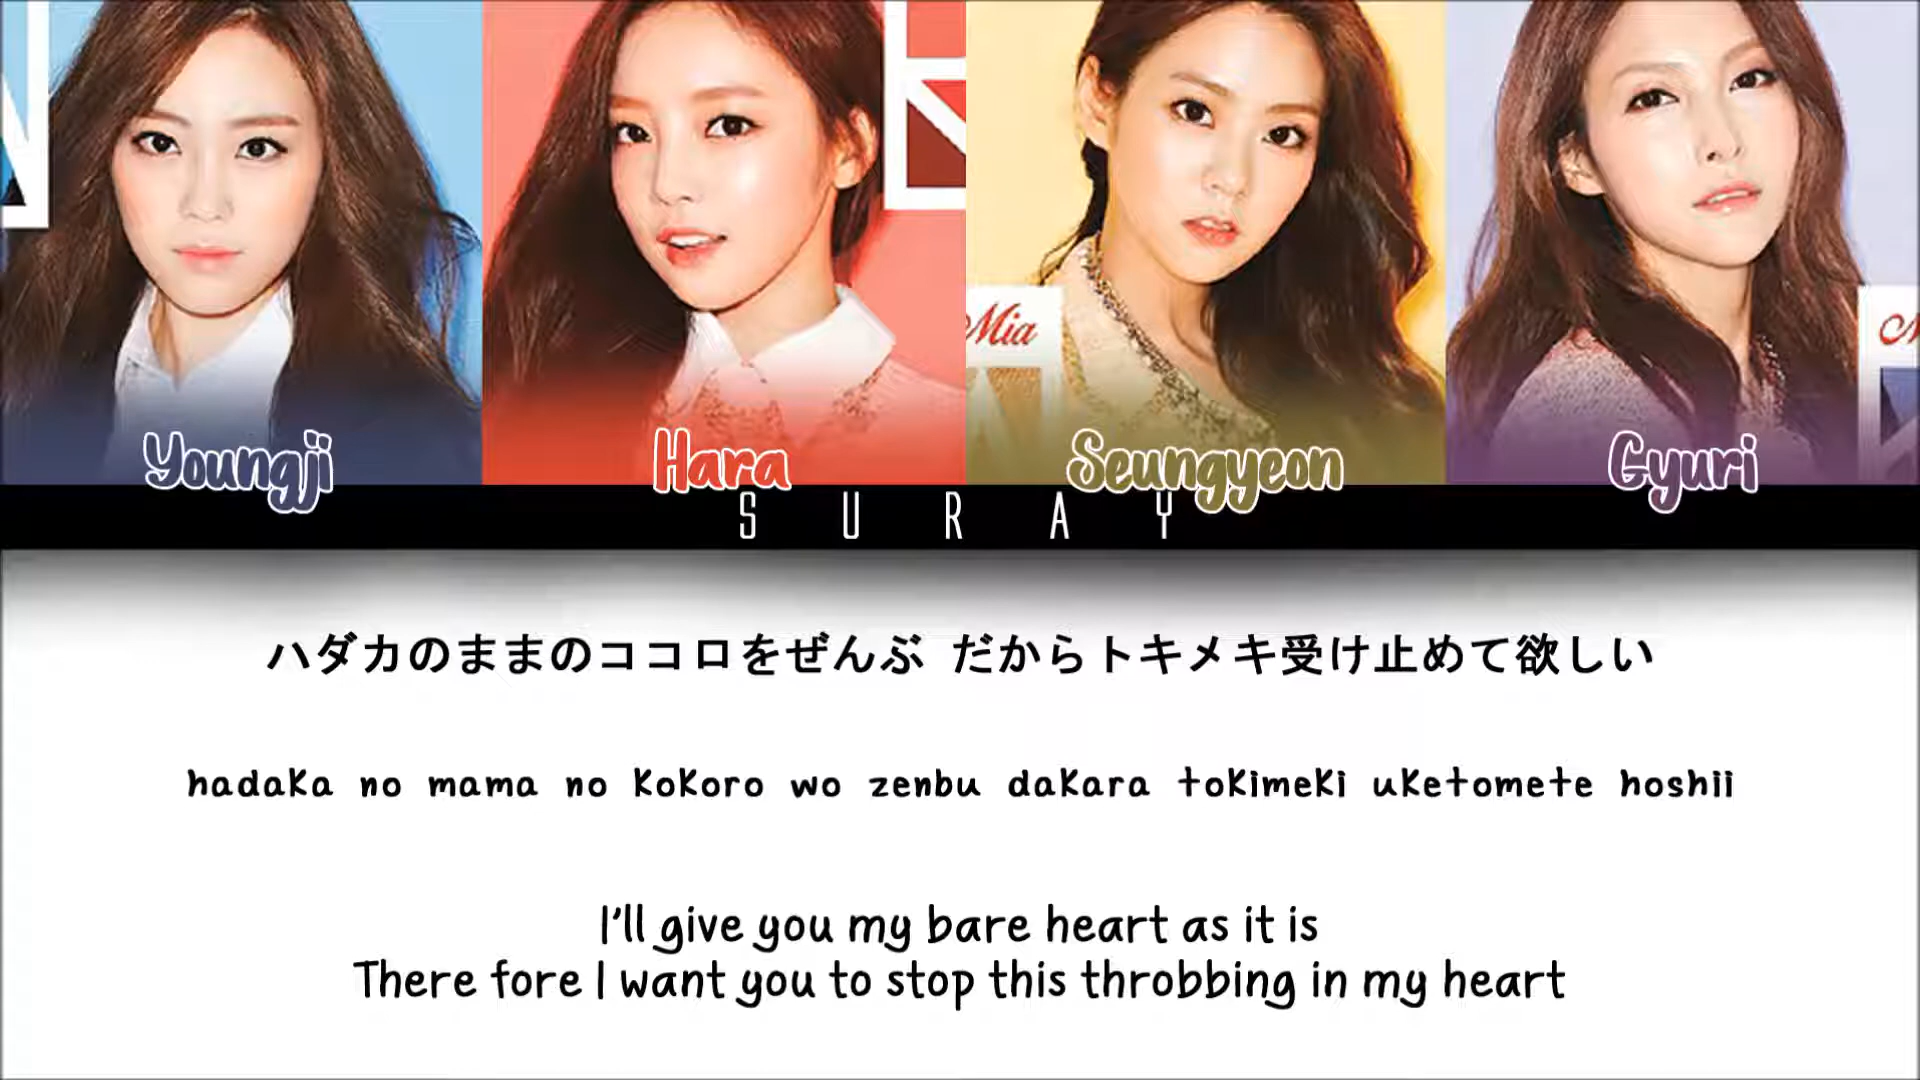 Mia
Youngji
Hara
Seungyeon
Gyuri
SURAY
ハダカのままのココロをぜんぶ だからトキメキ受け止めて欲しい
hadaka no mama no kokoro wo zenbu dakara tokimeki uketomete hoshii
I'll give you my bare heart as it is
There fore I want you to stop this throbbing in my heart